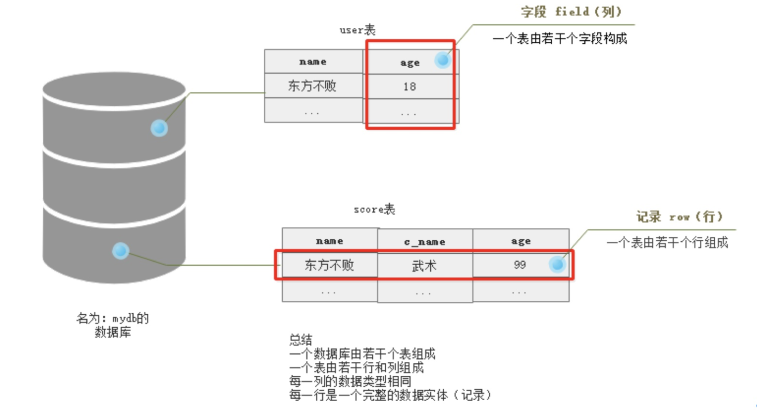 字段 field（列）
一个表由若干个字段构成
user表
name age
东方不败 18
... ...
score表
记录 row（行）
一个表由若干个行组成
name c_name age
东方不败 武术 99
... ... ...
名为：mydb的
数据库
总结
一个数据库由若干个表组成
一个表由若干行和列组成
每一列的数据类型相同
每一行是一个完整的数据实体（记录）